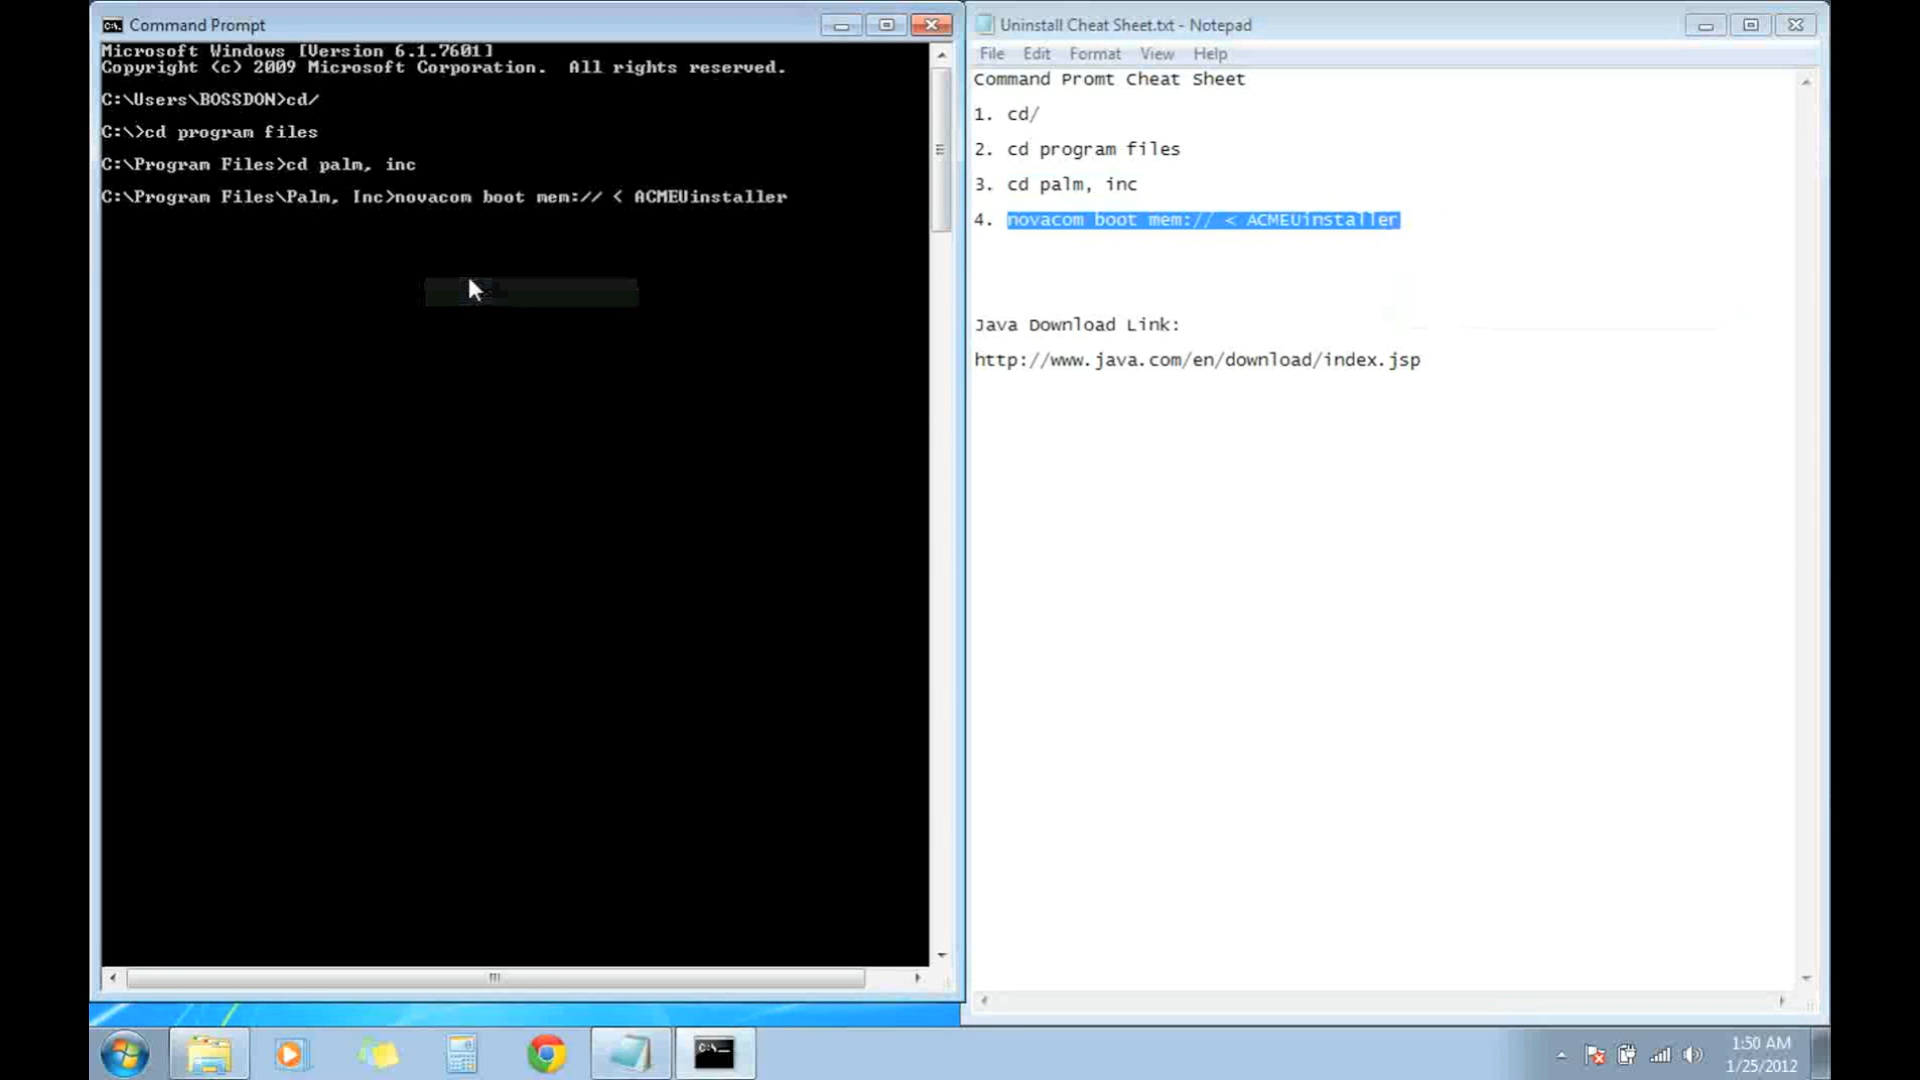 Command Prompt
Microsoft Windows [Version 6.1.7601]
Copyright (c) 2009 Microsoft Corporation.  All rights reserved.
C:\Users\BOSSDON>cd/
C:\>cd program files
C:\Program Files>cd palm, inc
C:\Program Files\Palm, Inc>novacom boot mem:// < ACMEUinstaller
Uninstall Cheat Sheet.txt - Notepad
File Edit Format View Help
Command Promt Cheat Sheet
1. cd/
2. cd program files
3. cd palm, inc
4. novacom boot mem:// < ACMEUinstaller
Java Download Link:
http://www.java.com/en/download/index.jsp
1:50 AM
1/25/2012